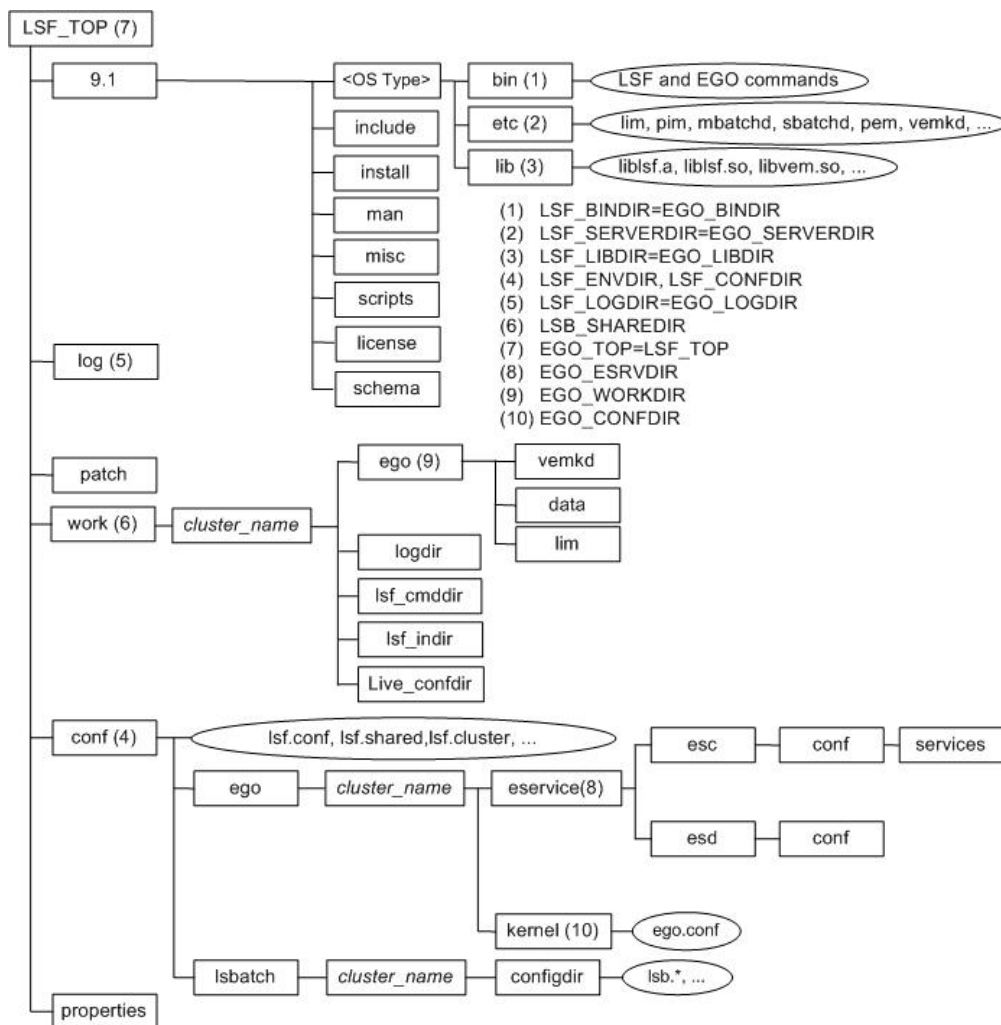 LSF_TOP (7)
9.1
<OS Type>
bin (1)
LSF and EGO commands
include
etc (2)
lim, pim, mbatchd, sbatchd, pem, vemkd, ...
install
lib (3)
liblsf.a, liblsf.so, libvem.so, ...
man
misc
scripts
license
schema
(1) LSF_BINDIR=EGO_BINDIR
(2) LSF_SERVERDIR=EGO_SERVERDIR
(3) LSF_LIBDIR=EGO_LIBDIR
(4) LSF_ENVDIR, LSF_CONFDIR
(5) LSF_LOGDIR=EGO_LOGDIR
(6) LSB_SHAREDIR
(7) EGO_TOP=LSF_TOP
(8) EGO_ESRVDIR
(9) EGO_WORKDIR
(10) EGO_CONFDIR
log (5)
patch
work (6)
cluster_name
ego (9)
vemkd
data
lim
logdir
lsf_cmddir
lsf_indir
Live_confdir
conf (4)
lsf.conf, lsf.shared,lsf.cluster, ...
ego
cluster_name
eservice(8)
esc
conf
services
esd
conf
kernel (10)
ego.conf
lsbatch
cluster_name
configdir
lsb.*, ...
properties